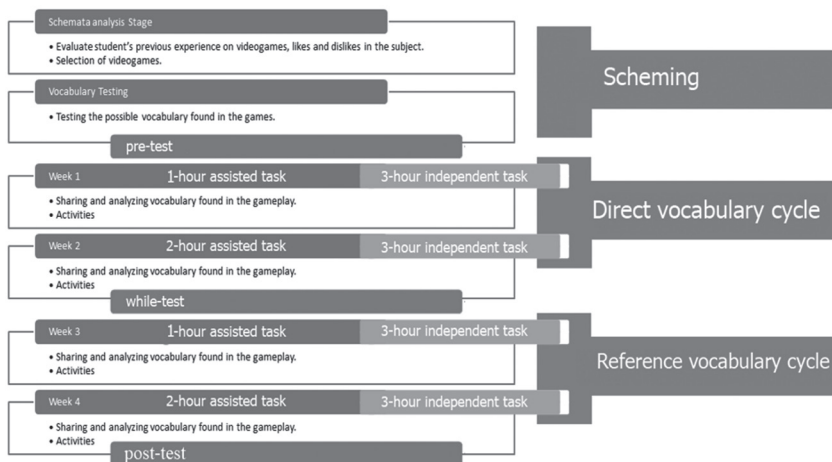 Schemata analysis Stage
• Evaluate student's previous experience on videogames, likes and dislikes in the subject.
• Selection of videogames.
Scheming
Vocabulary Testing
• Testing the possible vocabulary found in the games.
pre-test
Week 1 1-hour assisted task 3-hour independent task
• Sharing and analyzing vocabulary found in the gameplay.
• Activities
Direct vocabulary cycle
Week 2 2-hour assisted task 3-hour independent task
• Sharing and analyzing vocabulary found in the gameplay.
• Activities
while-test
Week 3 1-hour assisted task 3-hour independent task
• Sharing and analyzing vocabulary found in the gameplay.
• Activities
Reference vocabulary cycle
Week 4 2-hour assisted task 3-hour independent task
• Sharing and analyzing vocabulary found in the gameplay.
• Activities
post-test